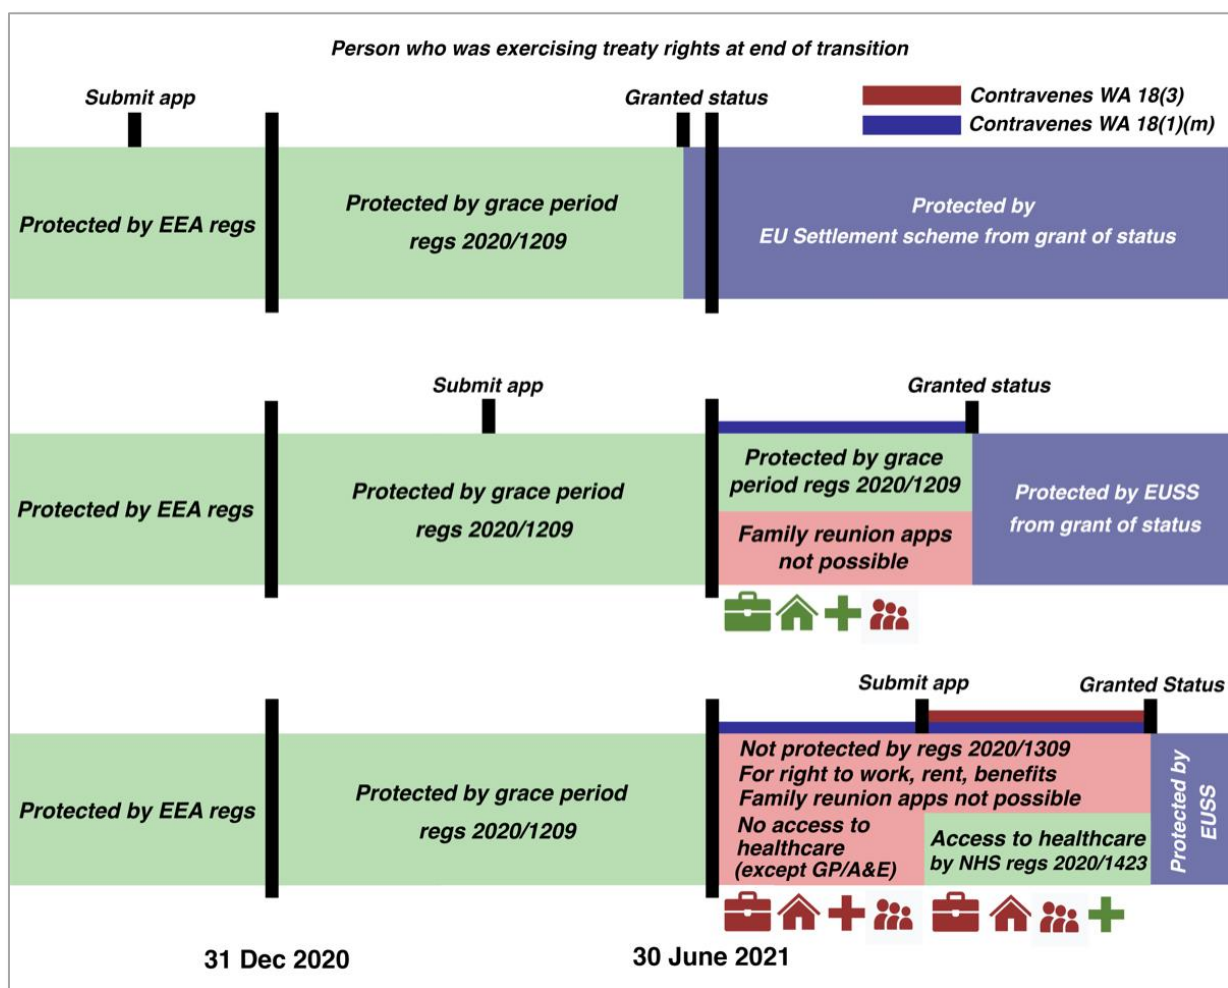 Person who was exercising treaty rights at end of transition
Submit app
Granted status
Contravenes WA 18(3)
Contravenes WA 18(1)(m)
Protected by EEA regs
Protected by grace period
regs 2020/1209
Protected by
EU Settlement scheme from grant of status
Submit app
Granted status
Protected by EEA regs
Protected by grace period
regs 2020/1209
Protected by grace
period regs 2020/1209
Family reunion apps
not possible
Protected by EUSS
from grant of status
Submit app
Granted Status
Protected by EEA regs
Protected by grace period
regs 2020/1209
Not protected by regs 2020/1309
For right to work, rent, benefits
Family reunion apps not possible
No access to
healthcare
(except GP/A&E)
Access to healthcare
by NHS regs 2020/1423
Protected by
EUSS
31 Dec 2020
30 June 2021